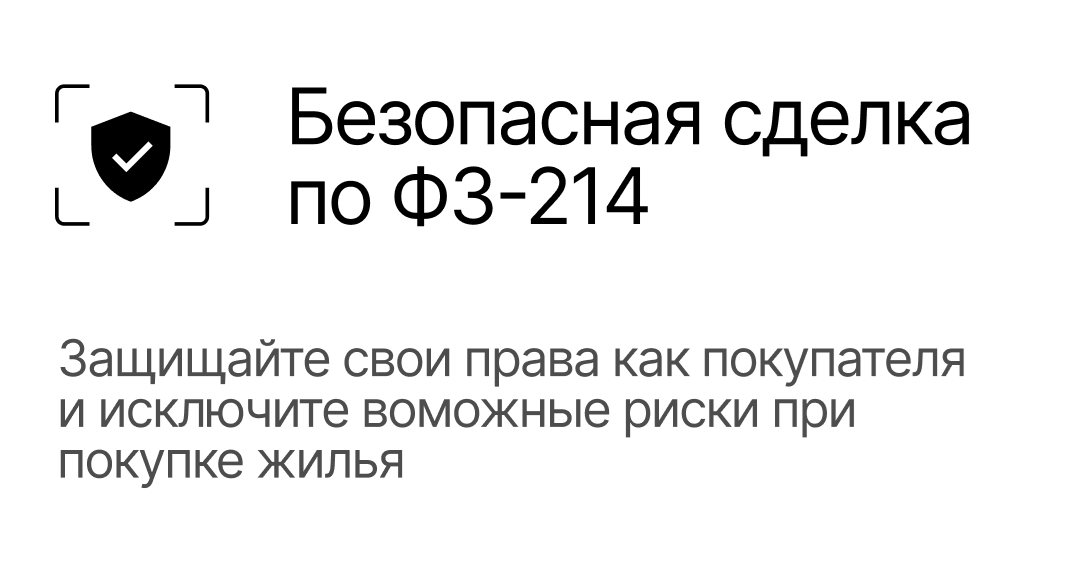 Безопасная сделка
по ФЗ-214
Защищайте свои права как покупателя
и исключите воможные риски при
покупке жилья